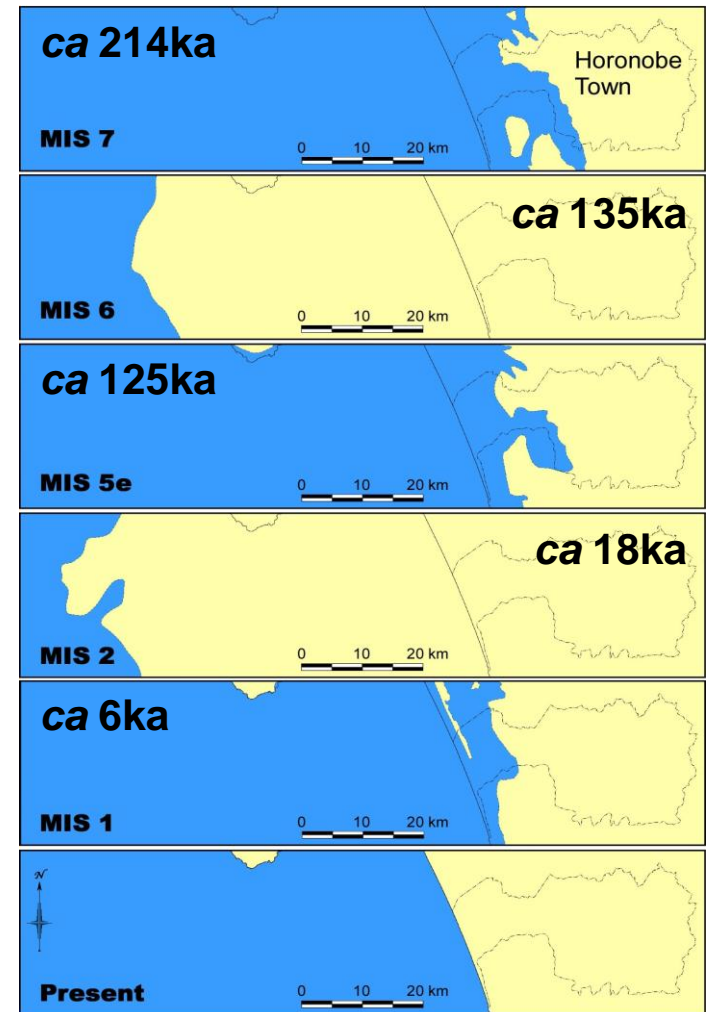 ca 214ka
Horonobe
Town
MIS 7
0 10 20 km
ca 135ka
MIS 6
0 10 20 km
ca 125ka
MIS 5e
0 10 20 km
ca 18ka
MIS 2
0 10 20 km
ca 6ka
MIS 1
0 10 20 km
N
Present
0 10 20 km